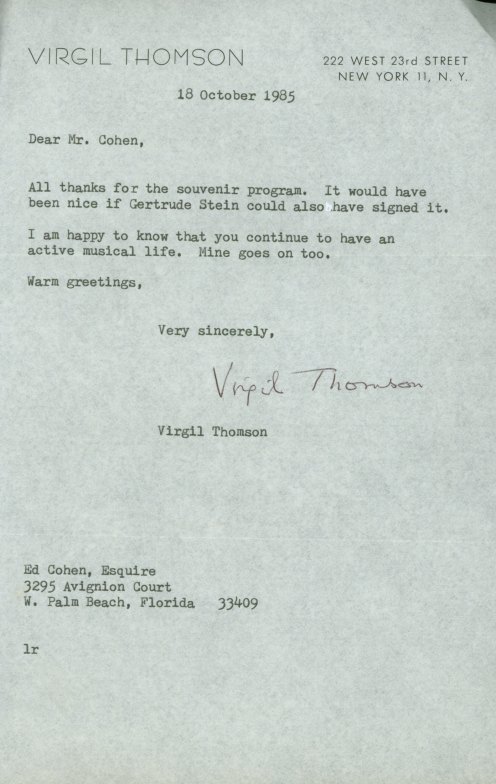 VIRGIL THOMSON
222 WEST 23rd STREET
NEW YORK 11, N. Y.
18 October 1985
Dear Mr. Cohen,
All thanks for the souvenir program. It would have
been nice if Gertrude Stein could also have signed it.
I am happy to know that you continue to have an
active musical life. Mine goes on too.
Warm greetings,
Very sincerely,
Virgil Thomson
Virgil Thomson
Ed Cohen, Esquire
3295 Avignion Court
W. Palm Beach, Florida 33409
lr